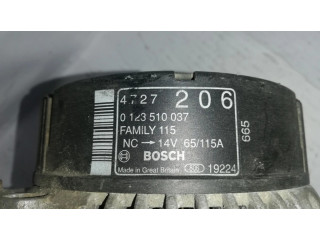 4727 206
0 123 510 037
FAMILY 115
NC → 14V 65/115A
BOSCH
Made in Great Britain 19224
665